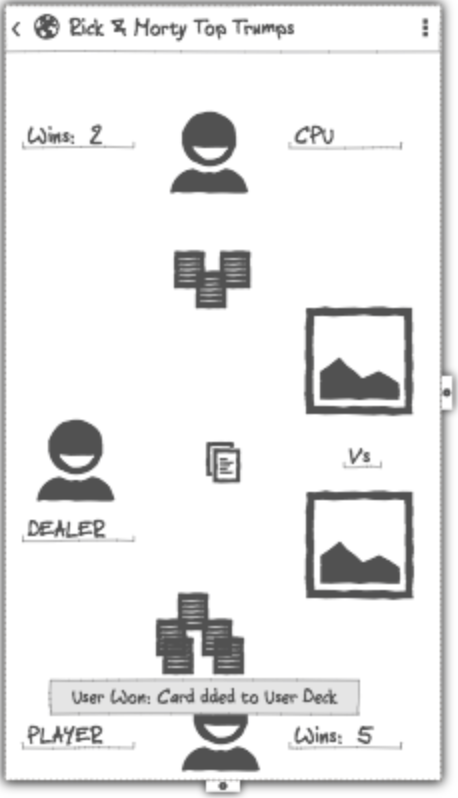 Rick & Morty Top Trumps
Wins: 2
CPU
Vs
DEALER
User Won: Card dded to User Deck
PLAYER
Wins: 5